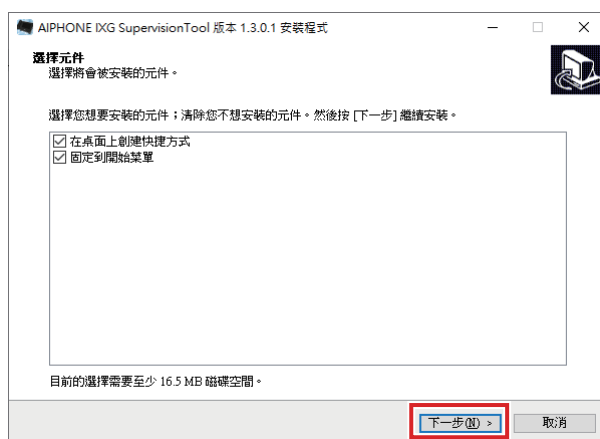 AIPHONE IXG SupervisionTool 版本 1.3.0.1 安裝程式
選擇元件
選擇將會被安裝的元件。
選擇您想要安裝的元件；清除您不想安裝的元件。然後按 [下一步] 繼續安裝。
在桌面上創建快捷方式
固定到開始菜單
目前的選擇需要至少 16.5 MB 磁碟空間。
下一步(N) >
取消